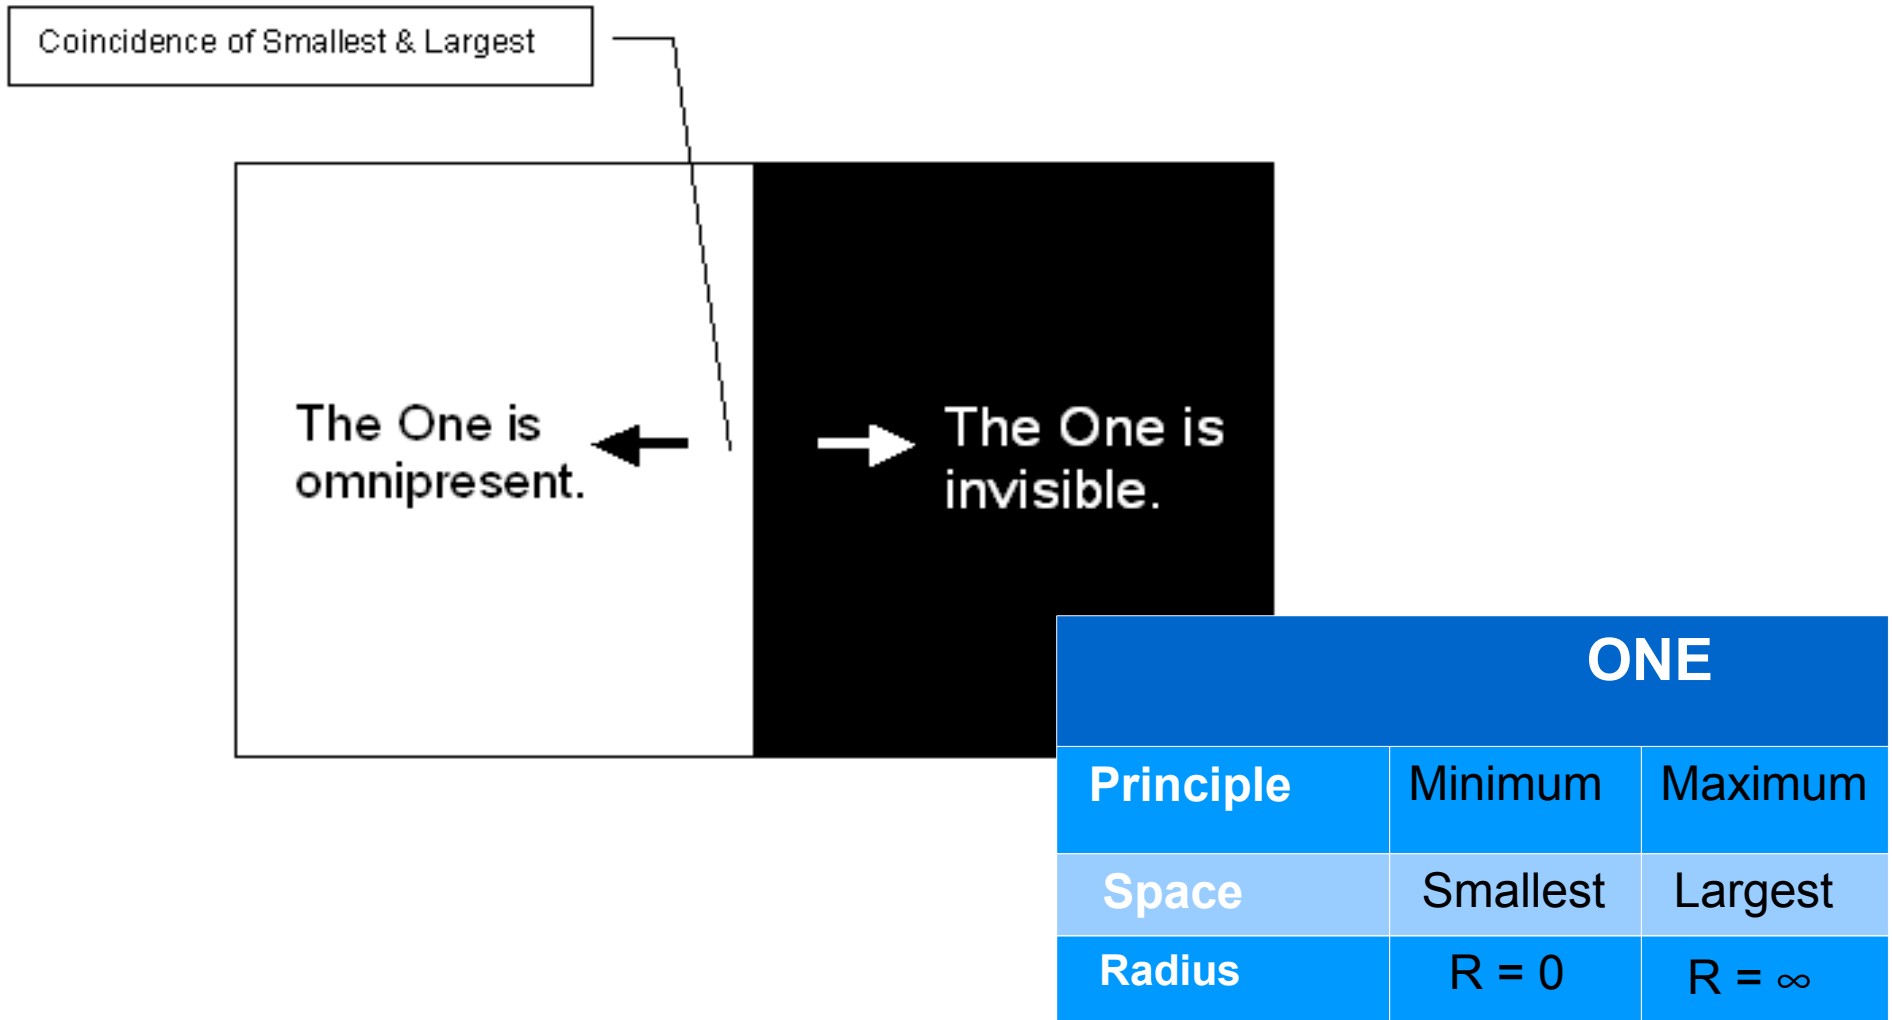 Coincidence of Smallest & Largest
The One is
omnipresent.
The One is
invisible.
ONE
Principle Minimum Maximum
Space Smallest Largest
Radius R = 0 R = ∞